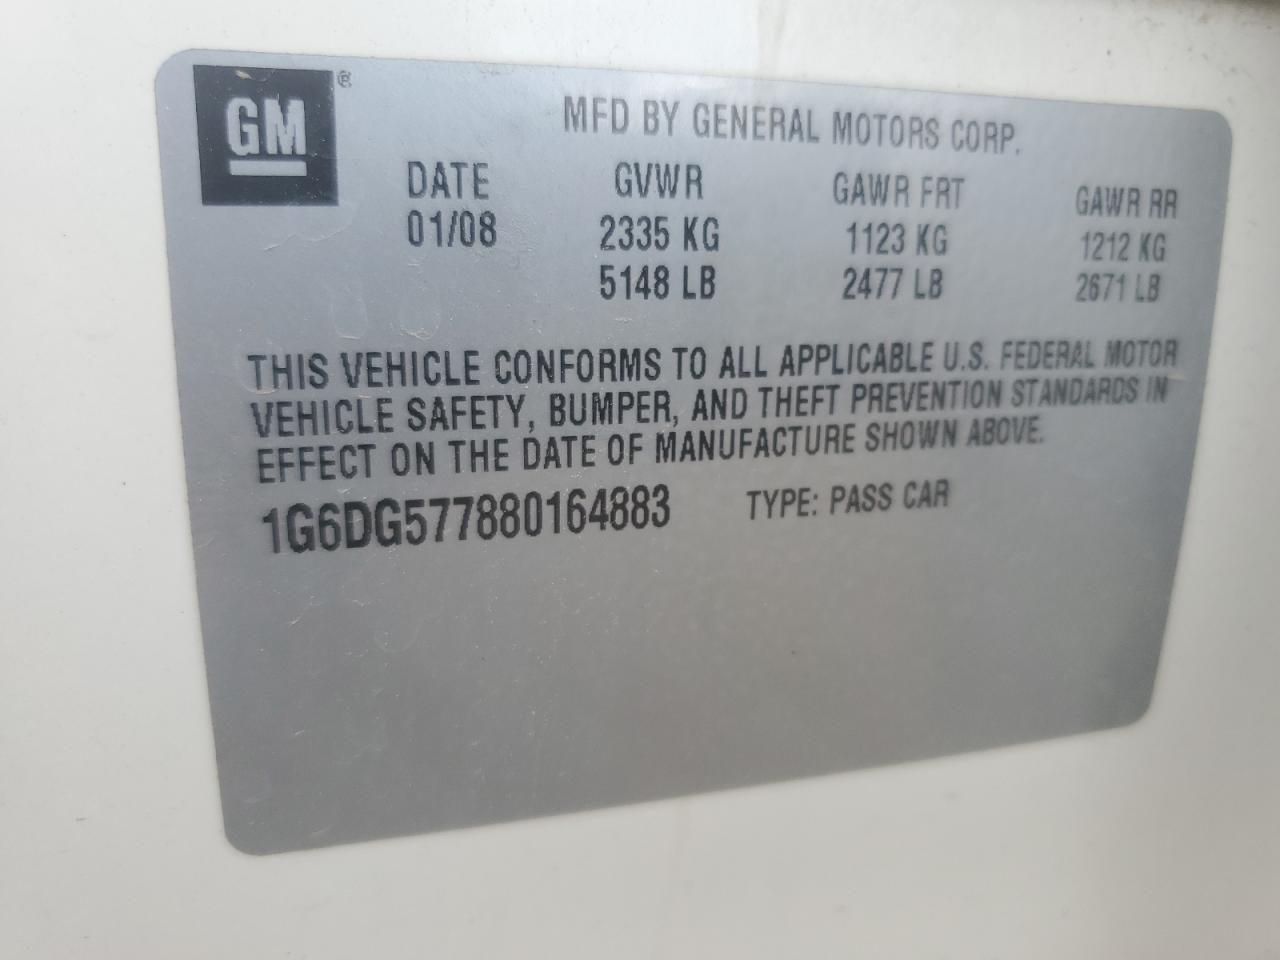 GM ®
MFD BY GENERAL MOTORS CORP.
DATE GVWR GAWR FRT GAWR RR
01/08 2335 KG 1123 KG 1212 KG
5148 LB 2477 LB 2671 LB
THIS VEHICLE CONFORMS TO ALL APPLICABLE U.S. FEDERAL MOTOR
VEHICLE SAFETY, BUMPER, AND THEFT PREVENTION STANDARDS IN
EFFECT ON THE DATE OF MANUFACTURE SHOWN ABOVE.
1G6DG577880164883 TYPE: PASS CAR